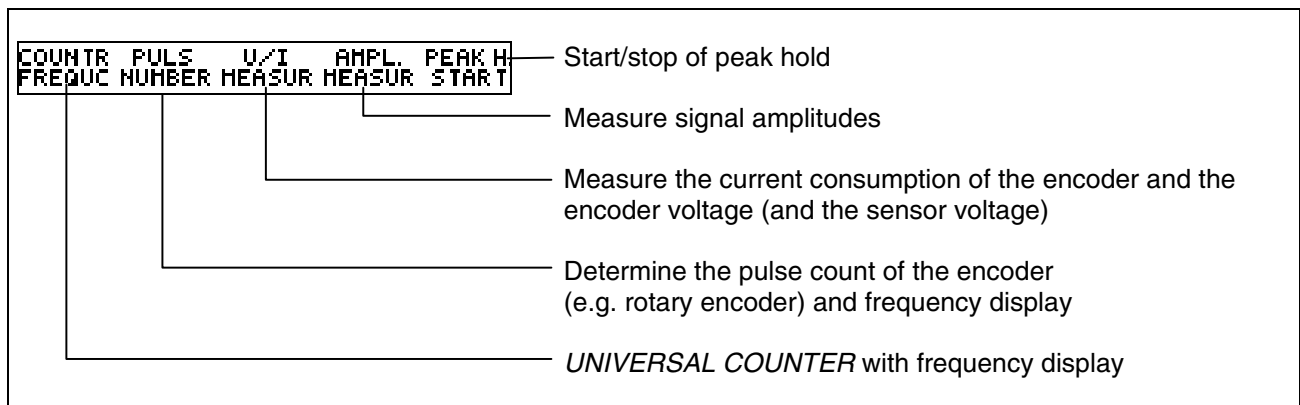 COUNTR PULS U/I AMPL. PEAK H
FREQUC NUMBER MEASUR MEASUR START
Start/stop of peak hold
Measure signal amplitudes
Measure the current consumption of the encoder and the
encoder voltage (and the sensor voltage)
Determine the pulse count of the encoder
(e.g. rotary encoder) and frequency display
UNIVERSAL COUNTER with frequency display